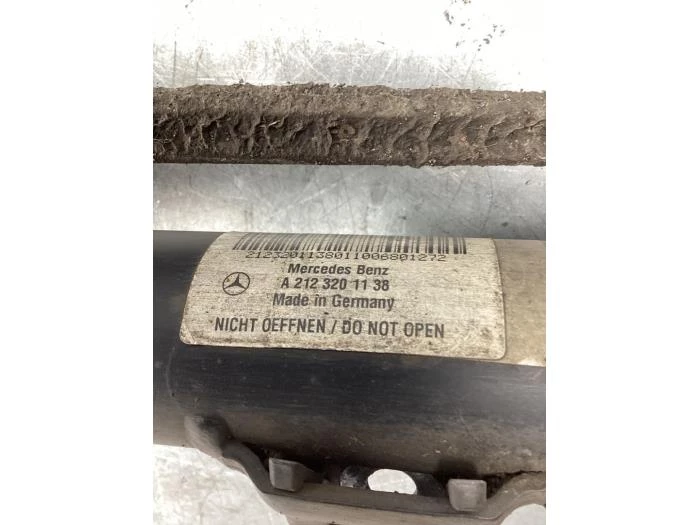 2123201138011006801272
Mercedes Benz
A 212 320 11 38
Made in Germany
NICHT OEFFNEN / DO NOT OPEN